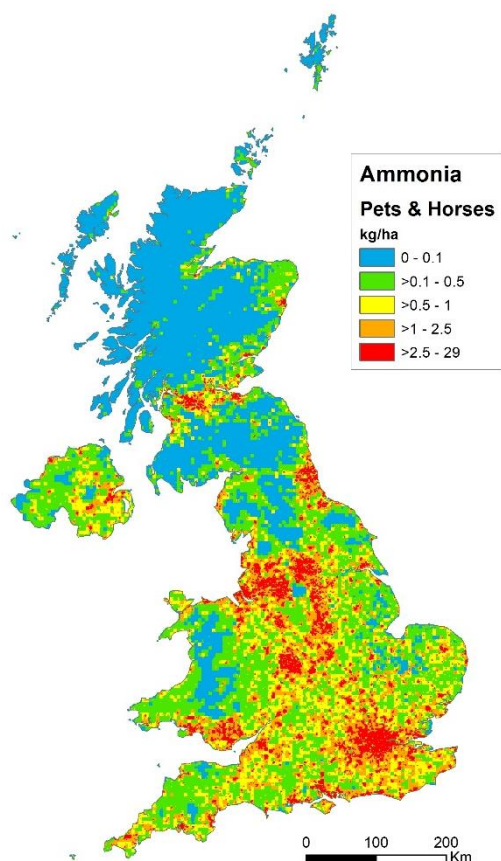 Ammonia
Pets & Horses
kg/ha
0 - 0.1
>0.1 - 0.5
>0.5 - 1
>1 - 2.5
>2.5 - 29
0 100 200
Km